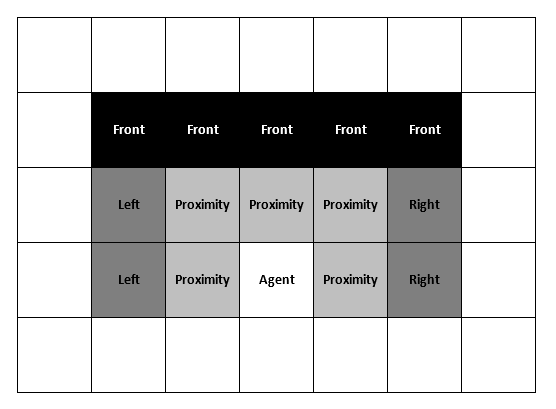 Front Front Front Front Front
Left Proximity Proximity Proximity Right
Left Proximity Agent Proximity Right